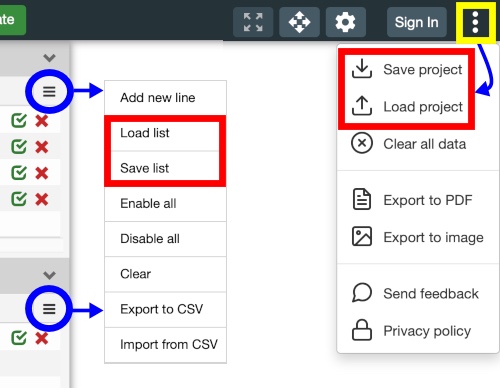 ate
Sign In
Add new line
Load list
Save list
Enable all
Disable all
Clear
Export to CSV
Import from CSV
Save project
Load project
Clear all data
Export to PDF
Export to image
Send feedback
Privacy policy